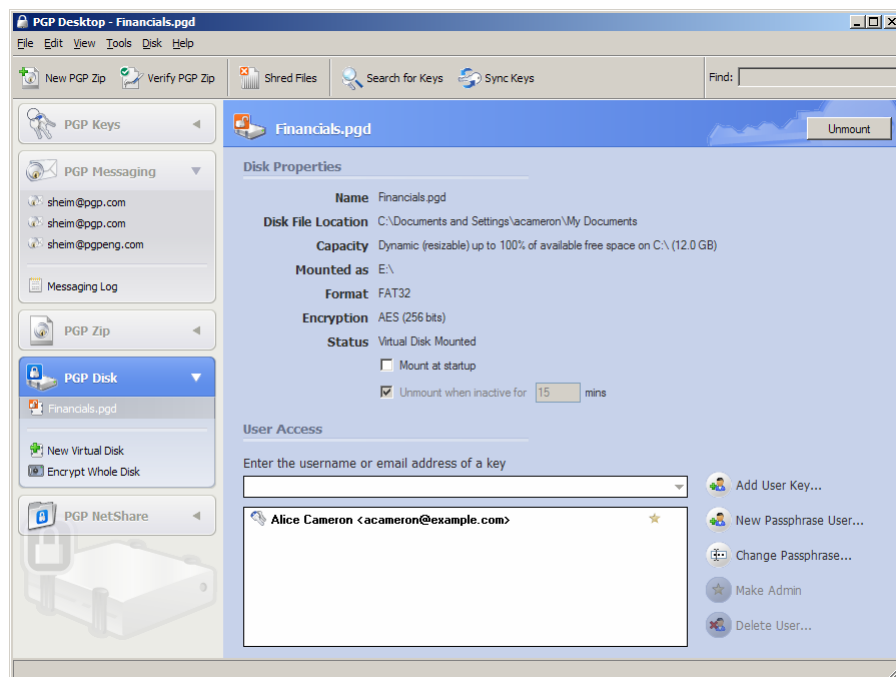 PGP Desktop - Financials.pgd
File Edit View Tools Disk Help
New PGP Zip Verify PGP Zip Shred Files Search for Keys Sync Keys Find:
PGP Keys
PGP Messaging
sheim@pgp.com
sheim@pgp.com
sheim@pgpeng.com
Messaging Log
PGP Zip
PGP Disk
Financials.pgd
New Virtual Disk
Encrypt Whole Disk
PGP NetShare
Financials.pgd
Unmount
Disk Properties
Name Financials.pgd
Disk File Location C:\Documents and Settings\acameron\My Documents
Capacity Dynamic (resizable) up to 100% of available free space on C:\ (12.0 GB)
Mounted as E:\
Format FAT32
Encryption AES (256 bits)
Status Virtual Disk Mounted
Mount at startup
Unmount when inactive for 15 mins
User Access
Enter the username or email address of a key
Alice Cameron <acameron@example.com>
Add User Key...
New Passphrase User...
Change Passphrase...
Make Admin
Delete User...